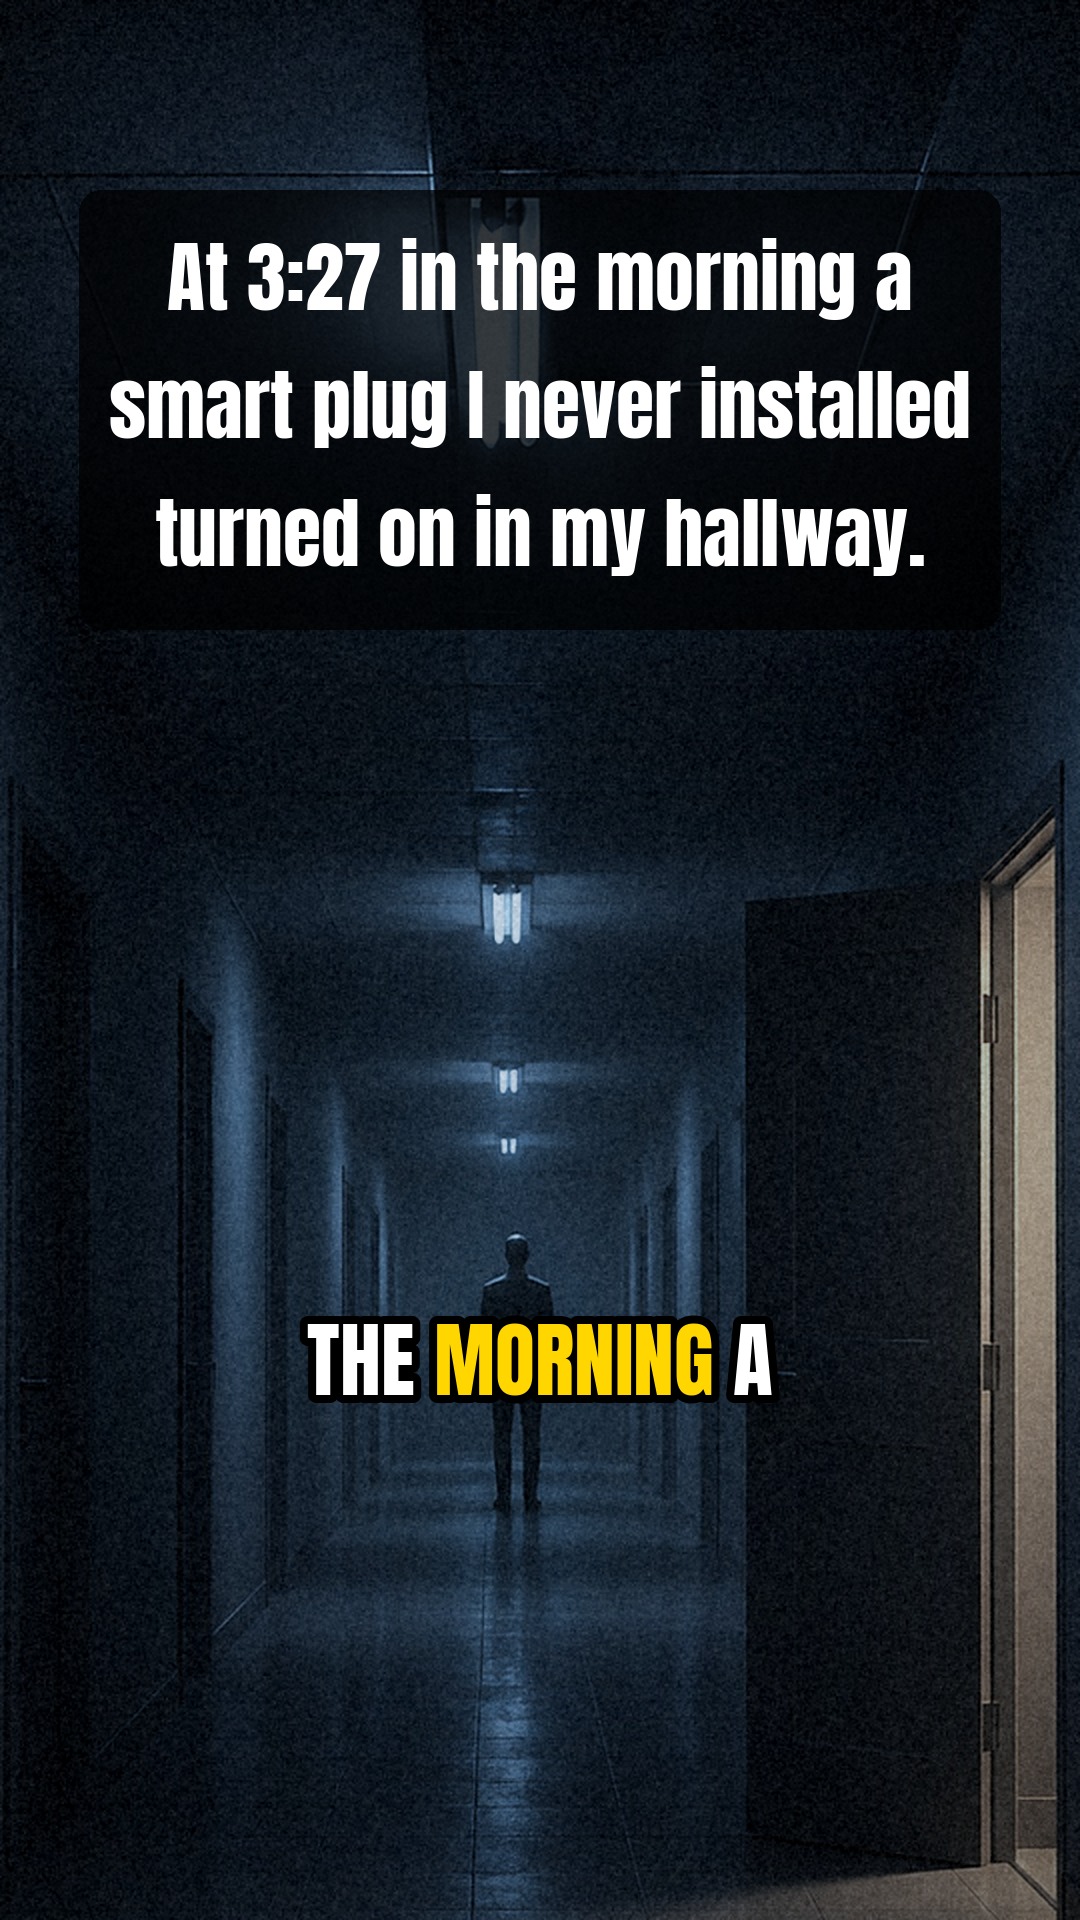 At 3:27 in the morning a
smart plug I never installed
turned on in my hallway.
THE MORNING A